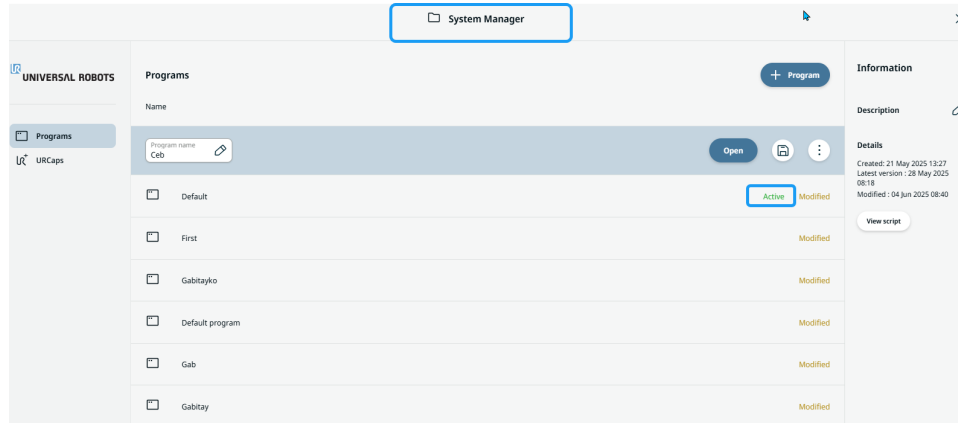 System Manager
UNIVERSAL ROBOTS
Programs
URCaps
Programs
+ Program
Name
Program name
Ceb
Open
Default
Active
Modified
First
Modified
Gabitayko
Modified
Default program
Modified
Gab
Modified
Gabitay
Modified
Information
Description
Details
Created: 21 May 2025 13:27
Latest version : 28 May 2025
08:18
Modified : 04 Jun 2025 08:40
View script